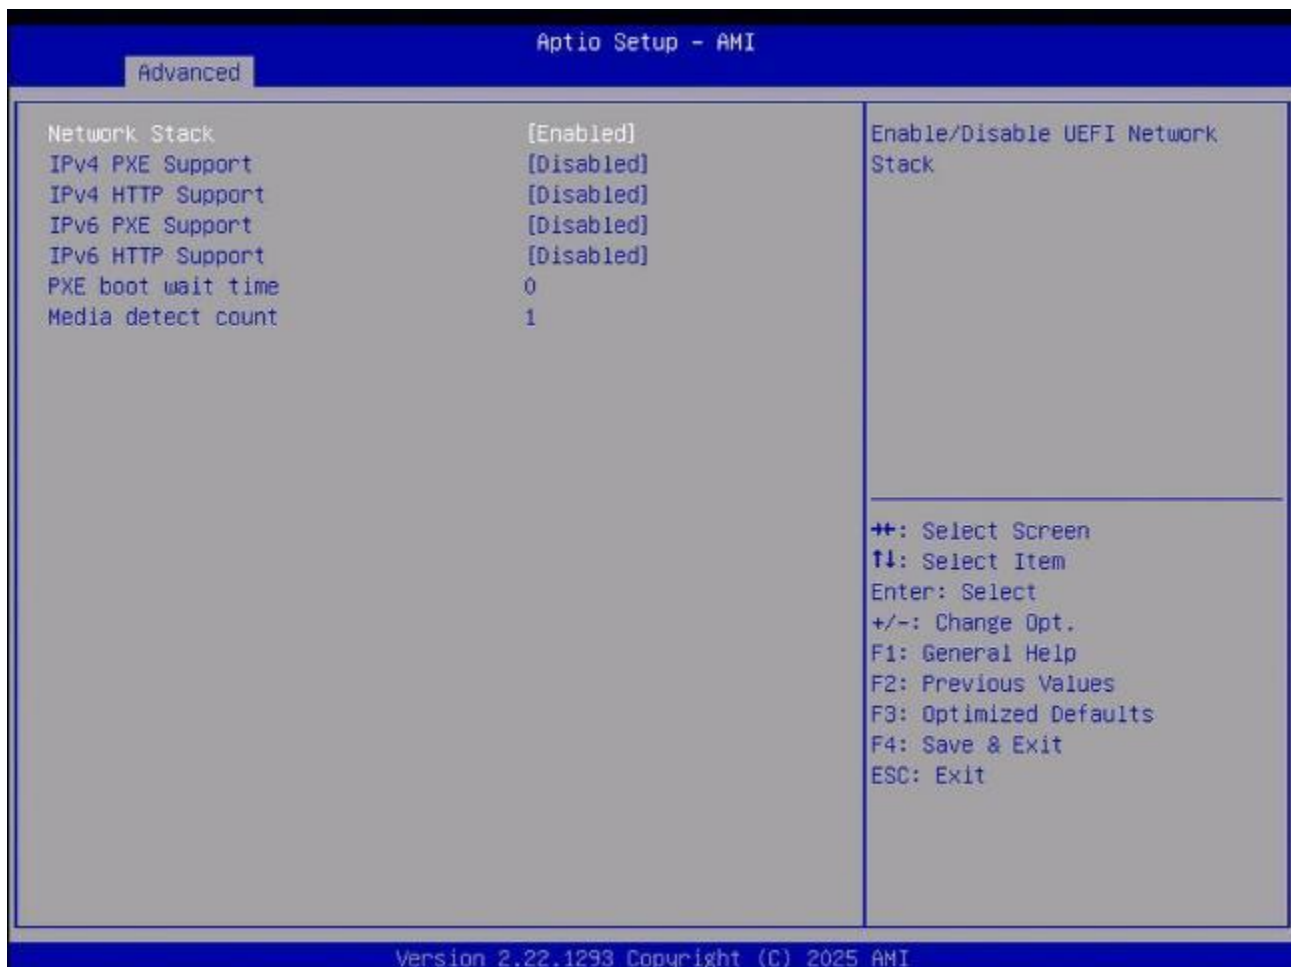 Aptio Setup - AMI
Advanced
Network Stack [Enabled]
IPv4 PXE Support [Disabled]
IPv4 HTTP Support [Disabled]
IPv6 PXE Support [Disabled]
IPv6 HTTP Support [Disabled]
PXE boot wait time 0
Media detect count 1
Enable/Disable UEFI Network
Stack
→←: Select Screen
↑↓: Select Item
Enter: Select
+/-: Change Opt.
F1: General Help
F2: Previous Values
F3: Optimized Defaults
F4: Save & Exit
ESC: Exit
Version 2.22.1293 Copyright (C) 2025 AMI